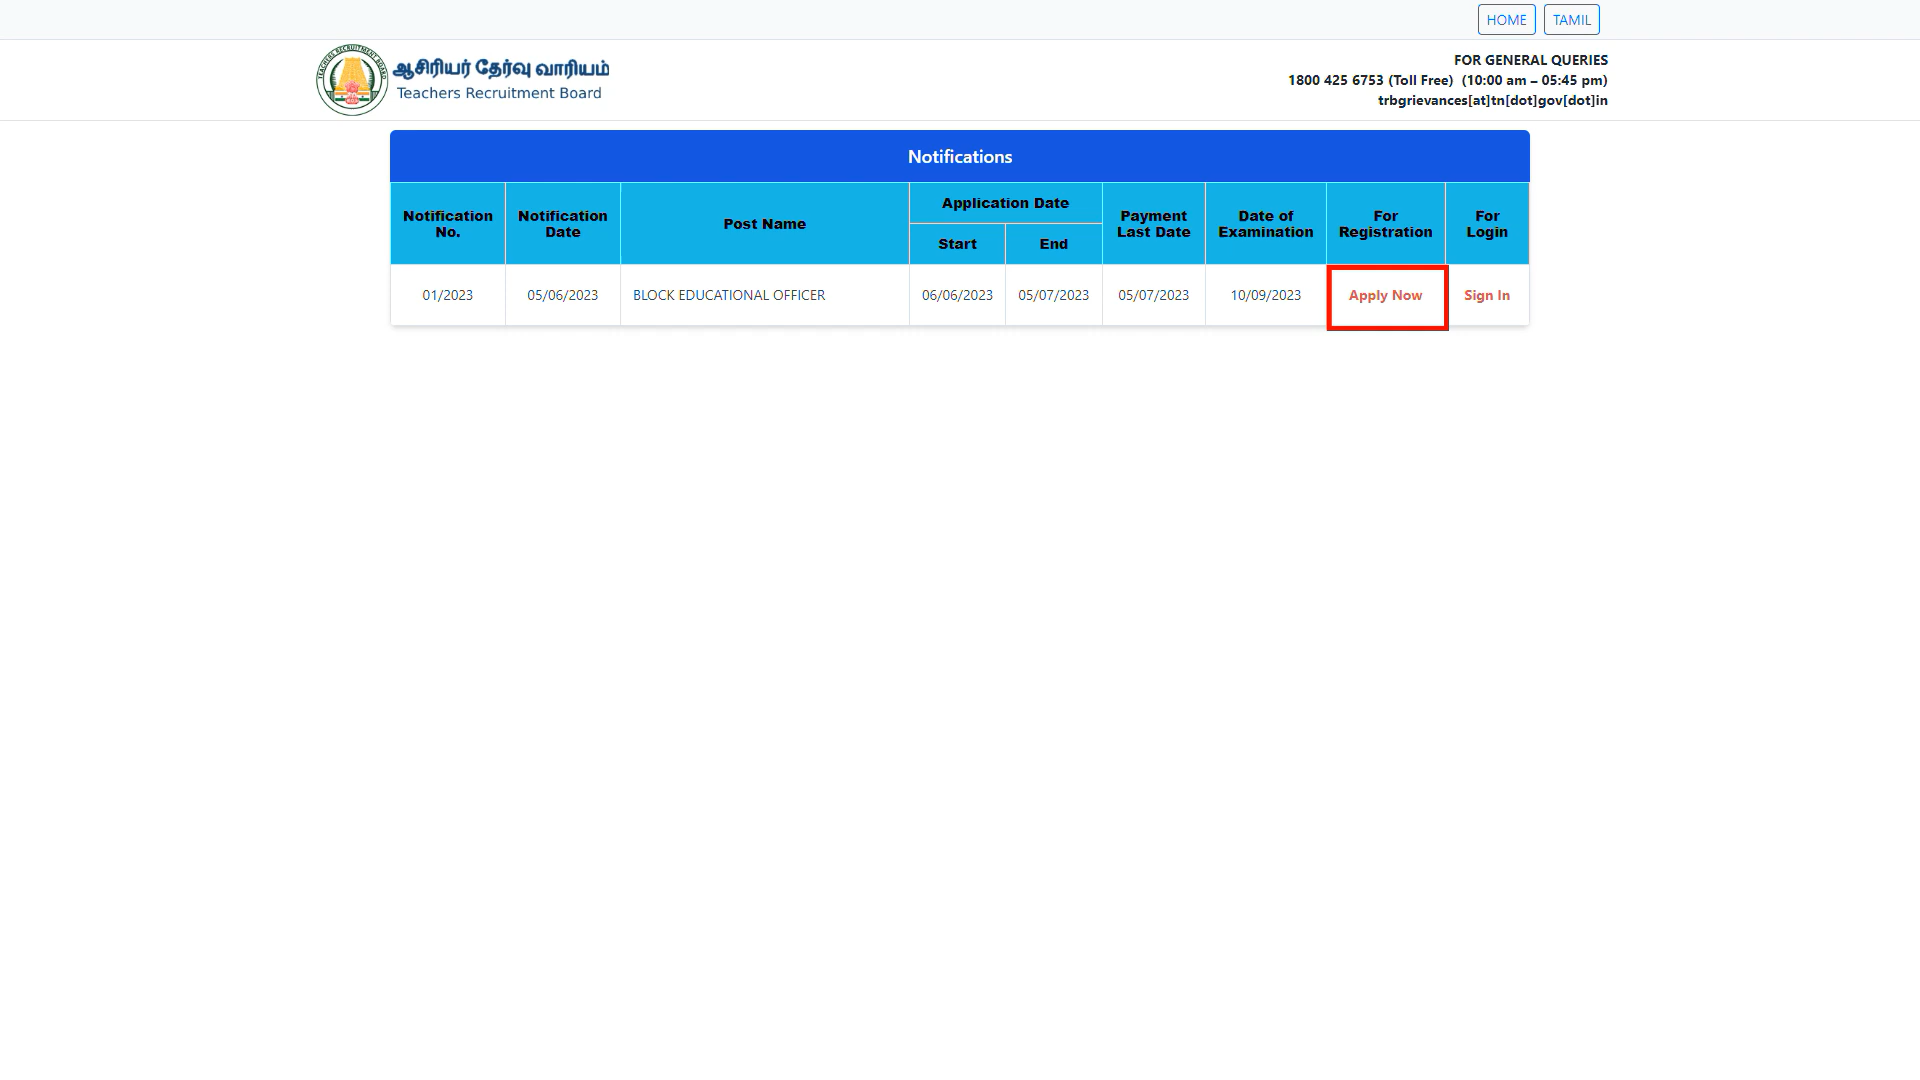 HOME TAMIL
ஆசிரியர் தேர்வு வாரியம்
Teachers Recruitment Board
FOR GENERAL QUERIES
1800 425 6753 (Toll Free) (10:00 am – 05:45 pm)
trbgrievances[at]tn[dot]gov[dot]in
TEACHERS RECRUITMENT BOARD
Notifications
Notification No. Notification Date Post Name Application Date Payment Last Date Date of Examination For Registration For Login
Start End
01/2023 05/06/2023 BLOCK EDUCATIONAL OFFICER 06/06/2023 05/07/2023 05/07/2023 10/09/2023 Apply Now Sign In